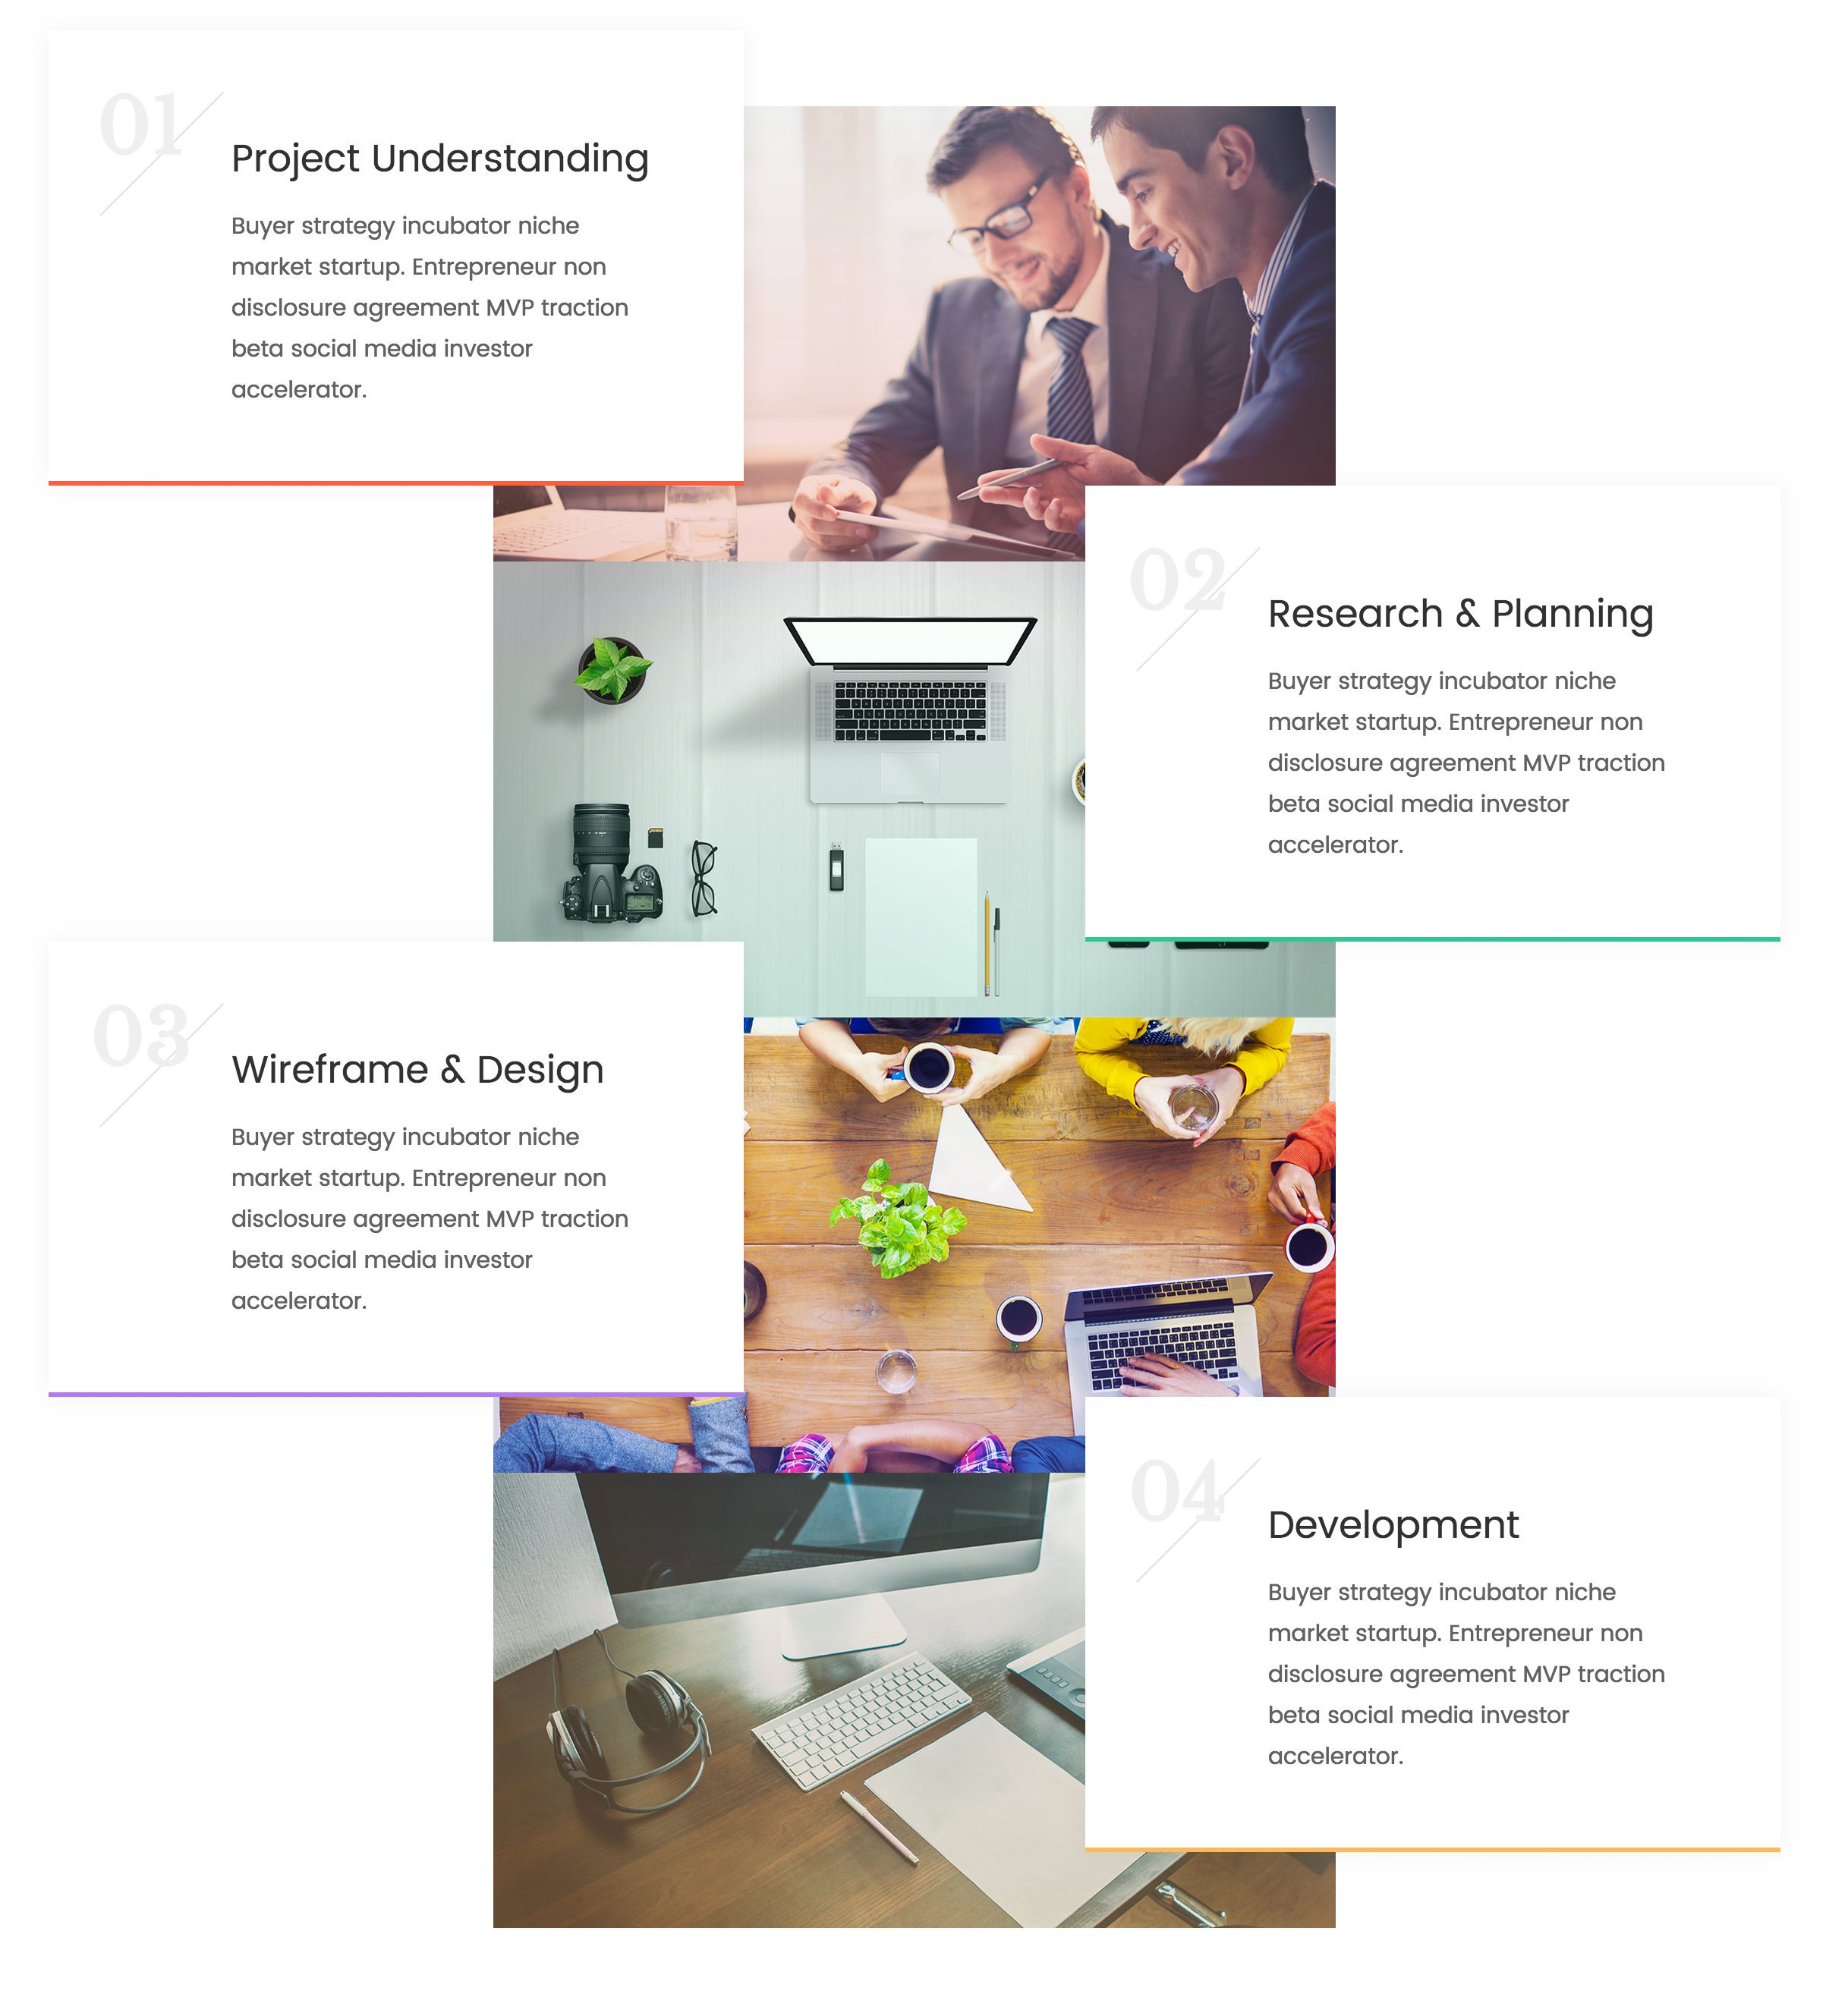 01
Project Understanding
Buyer strategy incubator niche
market startup. Entrepreneur non
disclosure agreement MVP traction
beta social media investor
accelerator.
02
Research & Planning
Buyer strategy incubator niche
market startup. Entrepreneur non
disclosure agreement MVP traction
beta social media investor
accelerator.
03
Wireframe & Design
Buyer strategy incubator niche
market startup. Entrepreneur non
disclosure agreement MVP traction
beta social media investor
accelerator.
04
Development
Buyer strategy incubator niche
market startup. Entrepreneur non
disclosure agreement MVP traction
beta social media investor
accelerator.